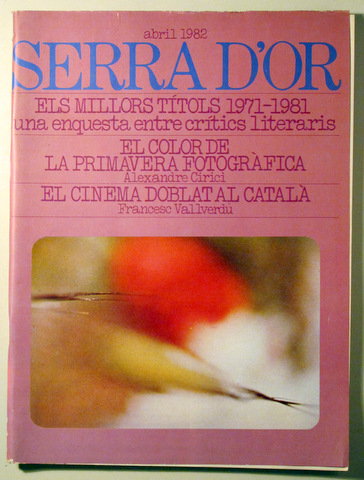 abril 1982
SERRA D'OR
ELS MILLORS TÍTOLS 1971-1981
una enquesta entre crítics literaris
EL COLOR DE
LA PRIMAVERA FOTOGRÀFICA
Alexandre Cirici
EL CINEMA DOBLAT AL CATALÀ
Francesc Vallverdú